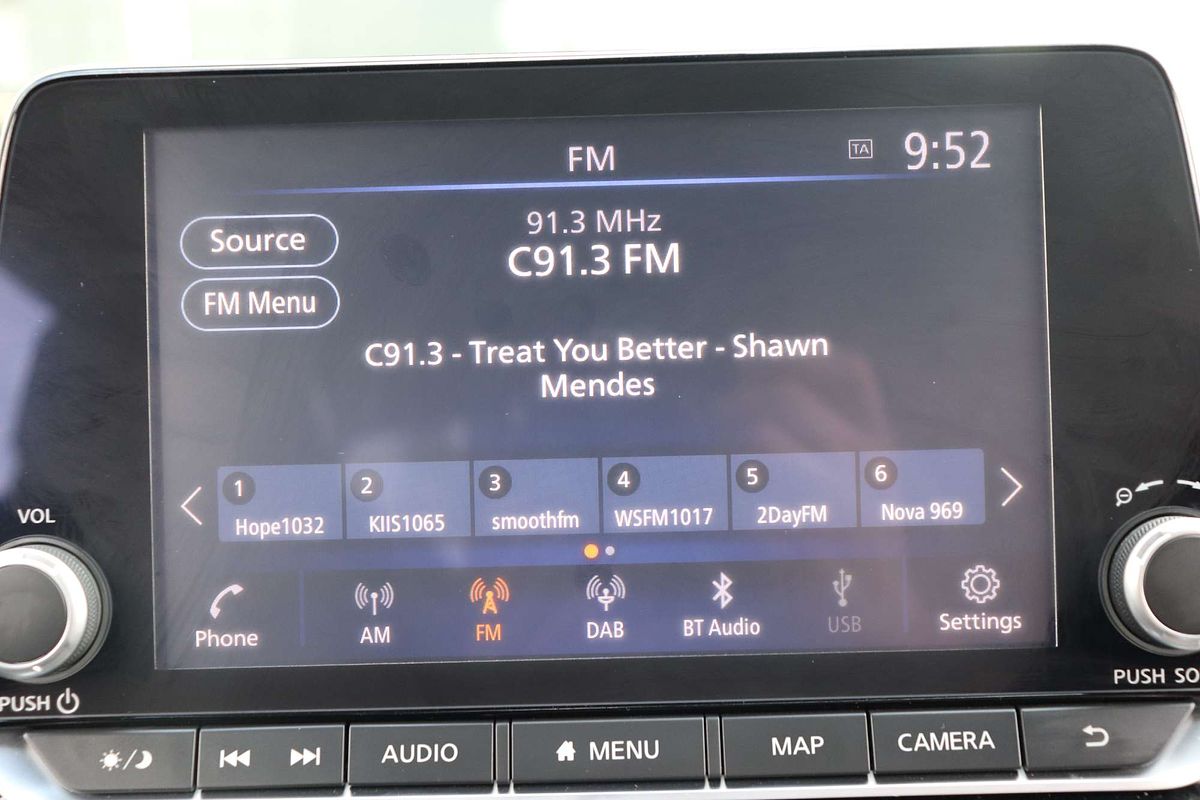 FM
TA
9:52
Source
91.3 MHz
C91.3 FM
FM Menu
C91.3 - Treat You Better - Shawn
Mendes
1
2
3
4
5
6
Hope1032
KIIS1065
smoothfm
WSFM1017
2DayFM
Nova 969
VOL
Phone
AM
FM
DAB
BT Audio
USB
Settings
PUSH
PUSH SO
AUDIO
MENU
MAP
CAMERA